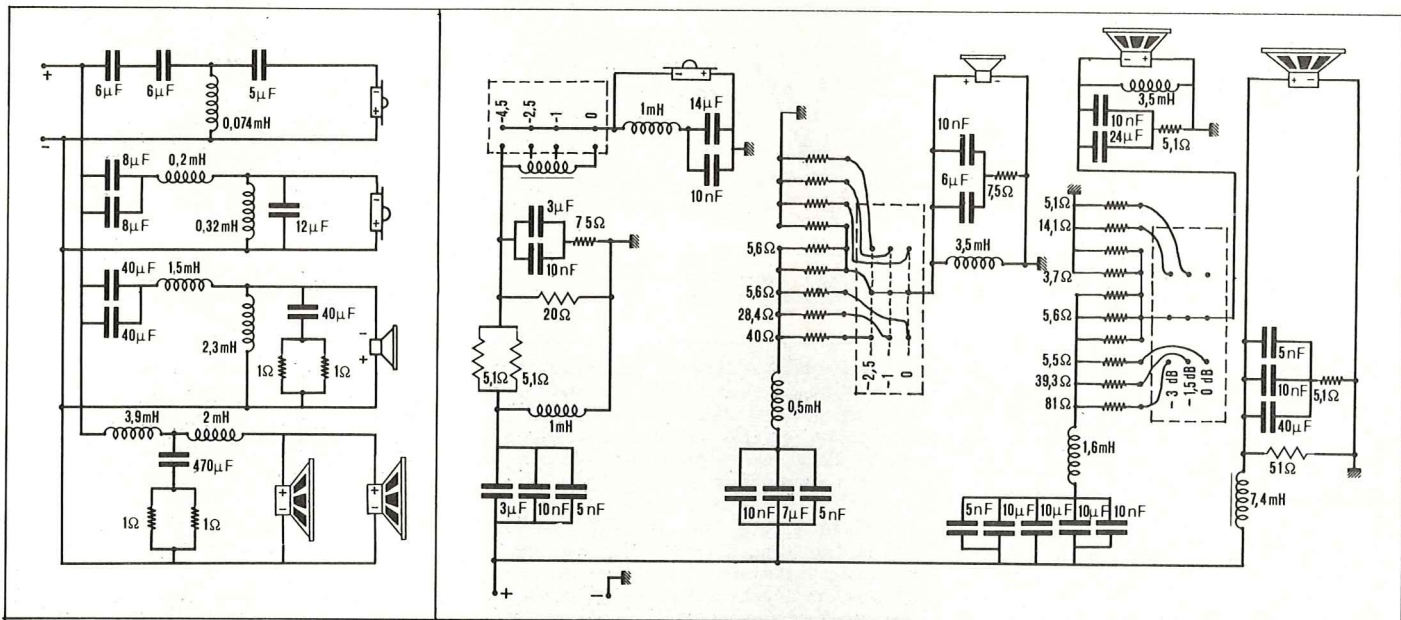 +
6μF
6μF
5μF
0,074mH
-
8μF
0,2mH
8μF
0,32mH
12μF
40μF
1,5mH
40μF
2,3mH
40μF
1Ω
1Ω
-
+
3,9mH
2mH
470μF
1Ω
1Ω
+
-
+
-
-4,5
-2,5
-1
0
- +
1mH
14μF
10nF
3μF
75Ω
10nF
20Ω
5,1Ω
5,1Ω
1mH
3μF
10nF
5nF
+
-
5,6Ω
5,6Ω
28,4Ω
40Ω
-2,5
-1
0
0,5mH
10nF
7μF
5nF
+ -
10nF
6μF
7,5Ω
3,5mH
- +
3,5mH
10nF
24μF
5,1Ω
5,1Ω
14,1Ω
3,7Ω
5,6Ω
5,5Ω
39,3Ω
81Ω
-3 dB
-1,5dB
0 dB
1,6mH
5nF
10μF
10μF
10μF
10nF
+ -
5nF
10nF
40μF
5,1Ω
51Ω
7,4mH